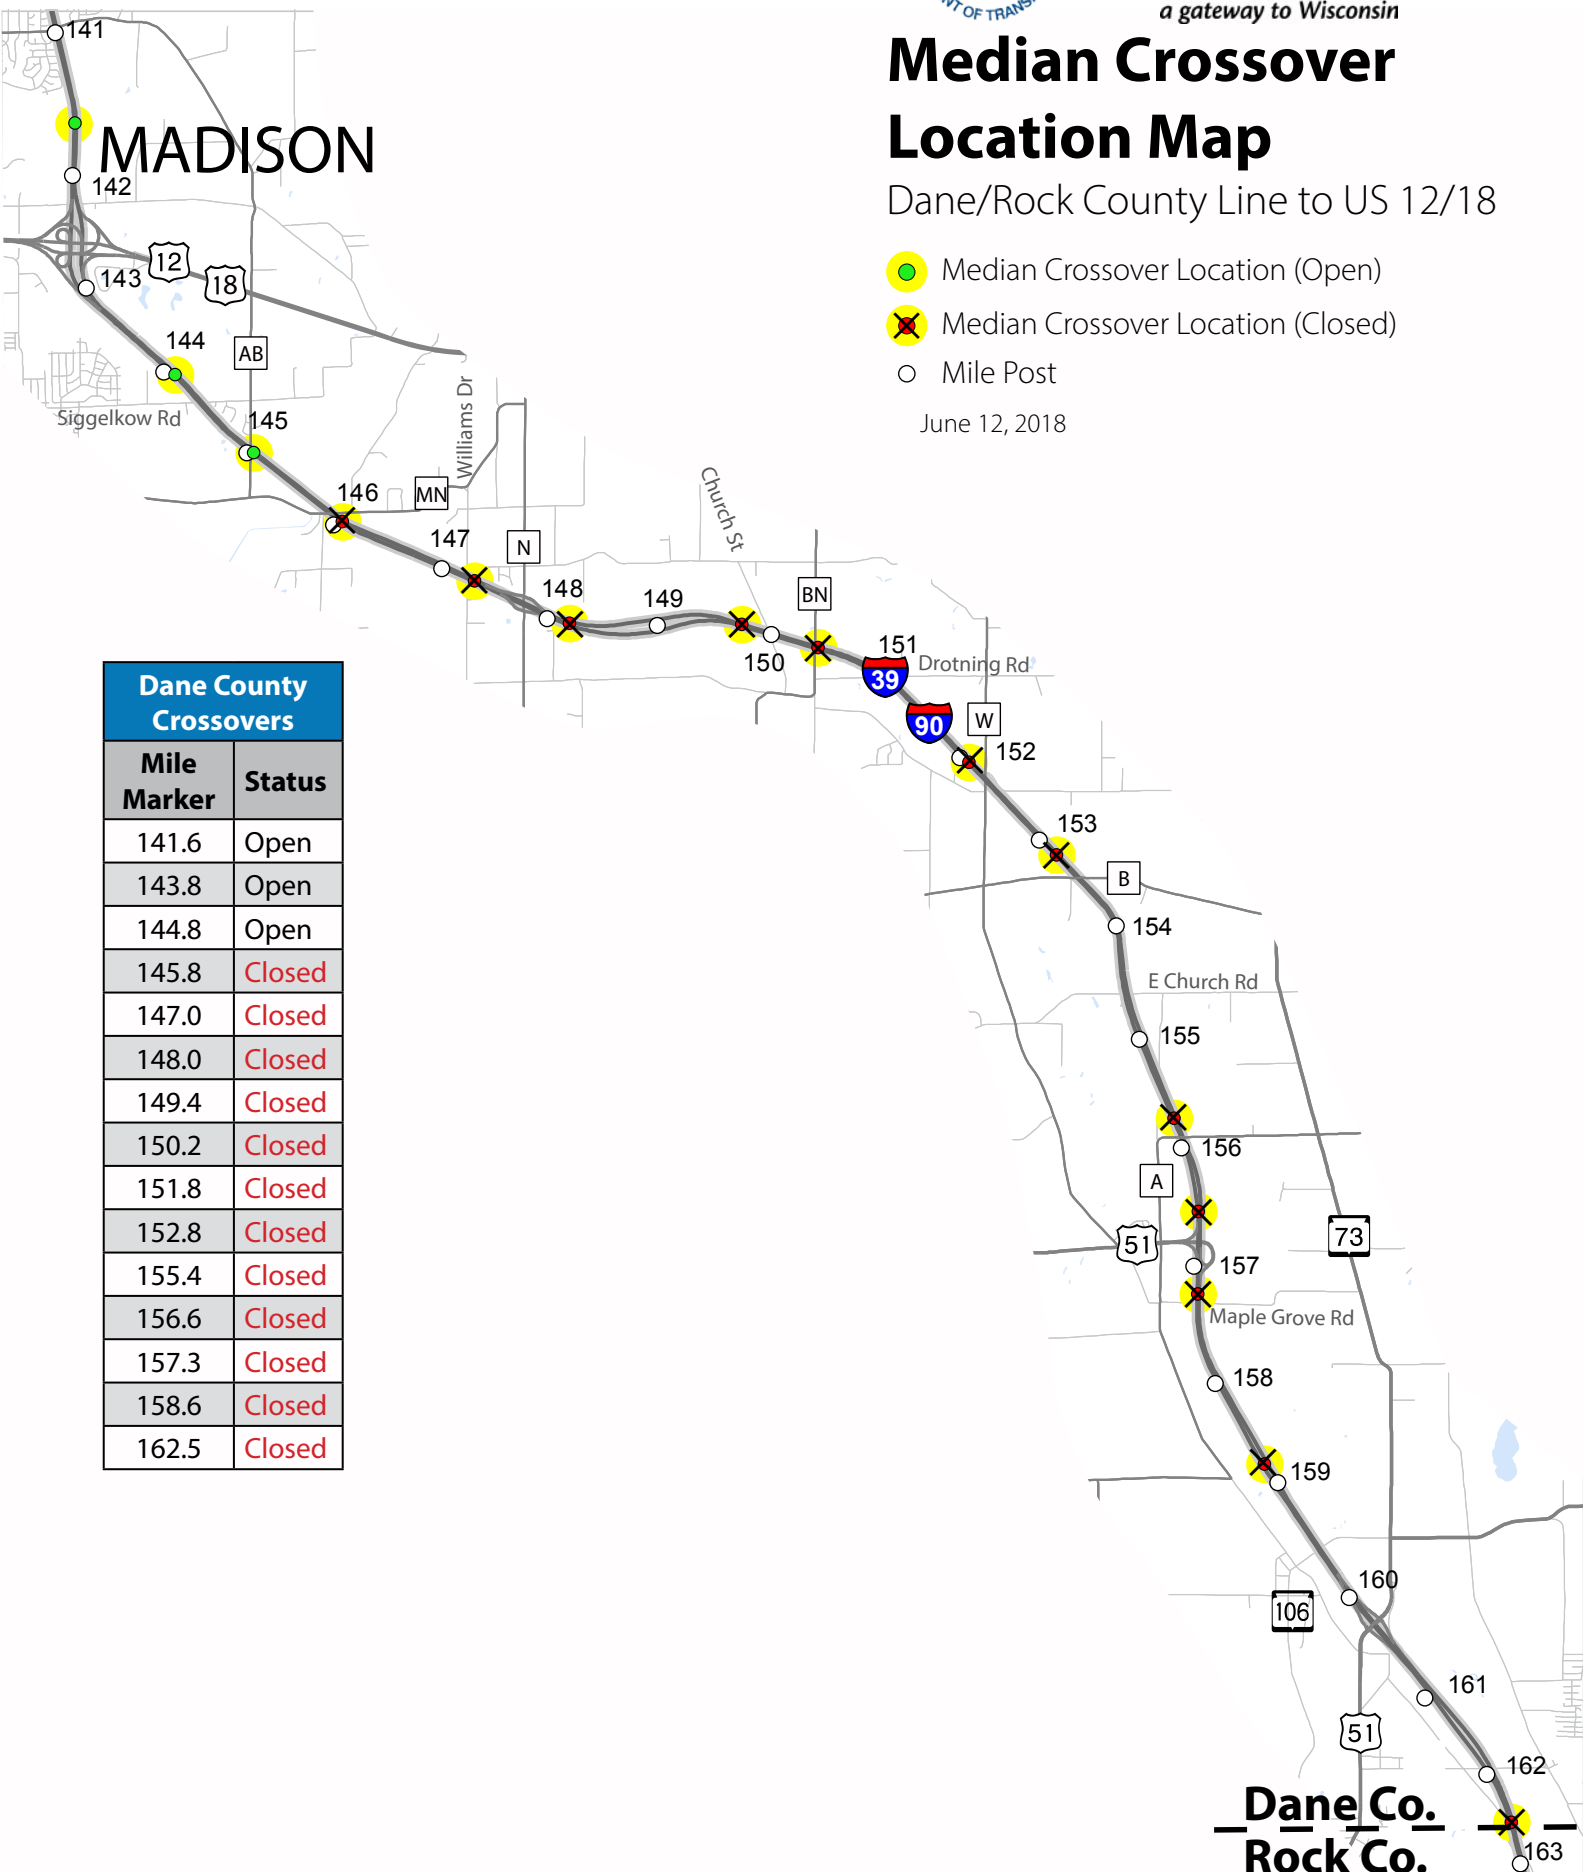 NT OF TRANS
a gateway to Wisconsin
Median Crossover
Location Map
Dane/Rock County Line to US 12/18
Median Crossover Location (Open)
Median Crossover Location (Closed)
Mile Post
June 12, 2018
141
MADISON
142
12
18
143
144
AB
Siggelkow Rd
145
Williams Dr
146
MN
147
N
148
149
Church St
150
BN
151
39
Drotning Rd
90
W
152
153
B
154
E Church Rd
155
156
A
51
157
73
Maple Grove Rd
158
159
160
106
161
51
162
Dane Co.
Rock Co.
163
Dane County
Crossovers
Mile
Marker Status
141.6 Open
143.8 Open
144.8 Open
145.8 Closed
147.0 Closed
148.0 Closed
149.4 Closed
150.2 Closed
151.8 Closed
152.8 Closed
155.4 Closed
156.6 Closed
157.3 Closed
158.6 Closed
162.5 Closed